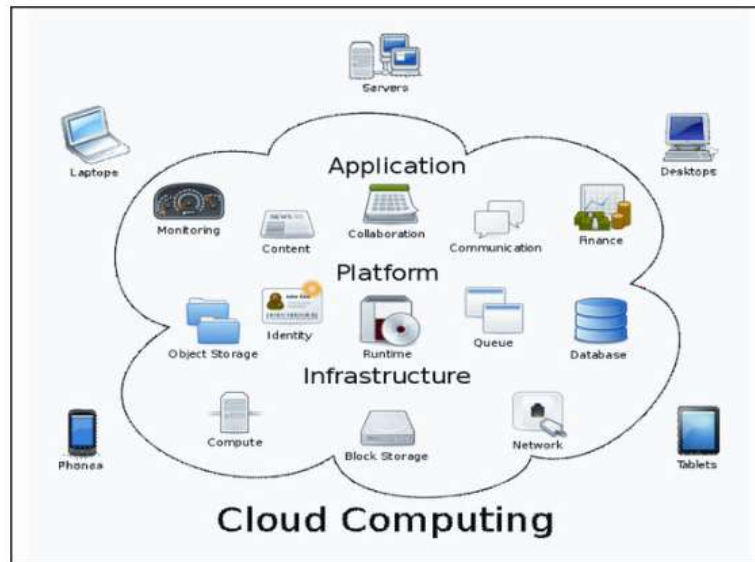 Servers
Laptops
Desktops
Application
Monitoring
Content
Collaboration
Communication
Finance
NEWS
Platform
Object Storage
Identity
Runtime
Queue
Database
Infrastructure
Compute
Block Storage
Network
Phones
Tablets
Cloud Computing